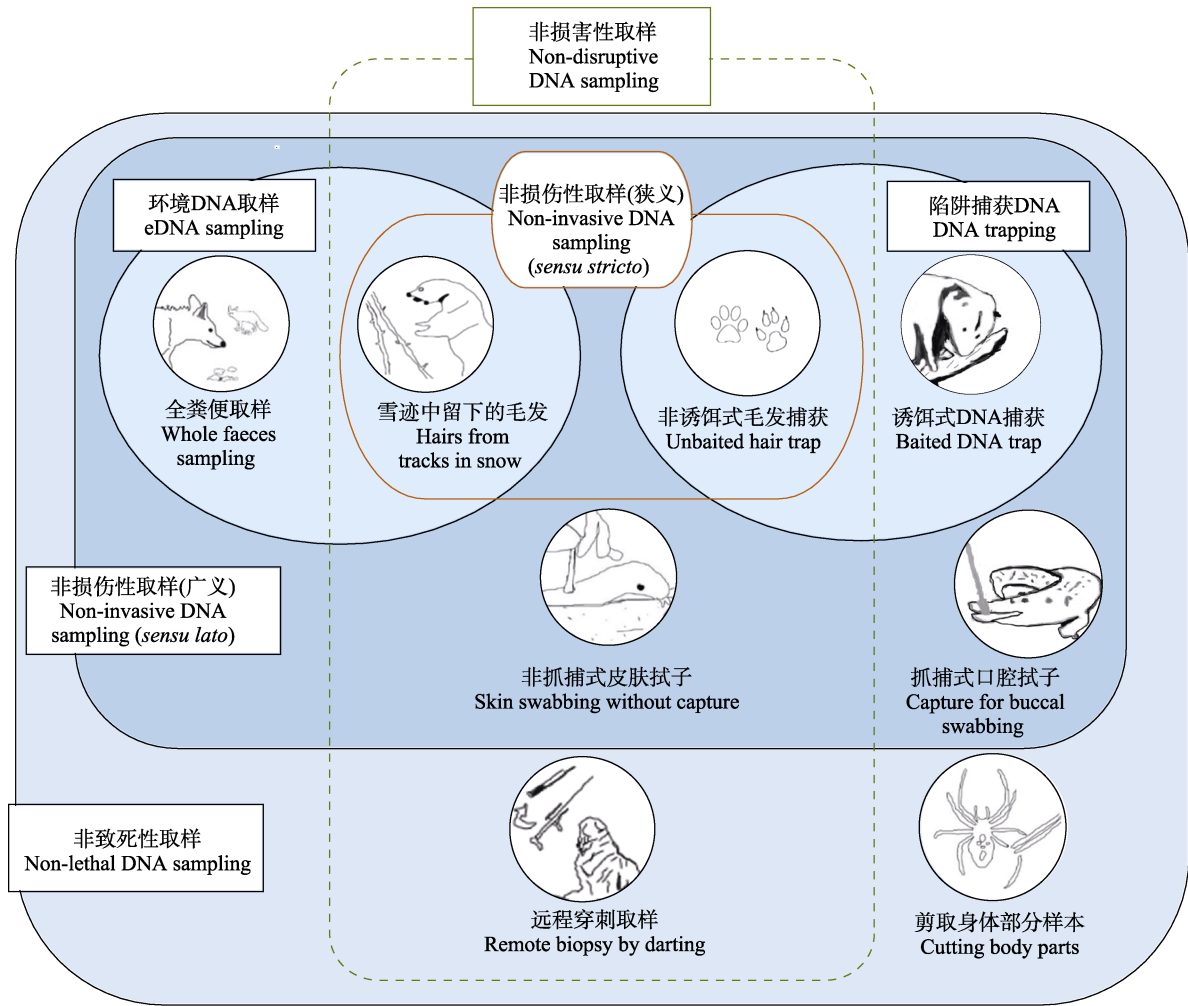 非损害性取样
Non-disruptive
DNA sampling
环境DNA取样
eDNA sampling
非损伤性取样(狭义)
Non-invasive DNA
sampling
(sensu stricto)
陷阱捕获DNA
DNA trapping
全粪便取样
Whole faeces
sampling
雪迹中留下的毛发
Hairs from
tracks in snow
非诱饵式毛发捕获
Unbaited hair trap
诱饵式DNA捕获
Baited DNA trap
非损伤性取样(广义)
Non-invasive DNA
sampling (sensu lato)
非抓捕式皮肤拭子
Skin swabbing without capture
抓捕式口腔拭子
Capture for buccal
swabbing
非致死性取样
Non-lethal DNA sampling
远程穿刺取样
Remote biopsy by darting
剪取身体部分样本
Cutting body parts